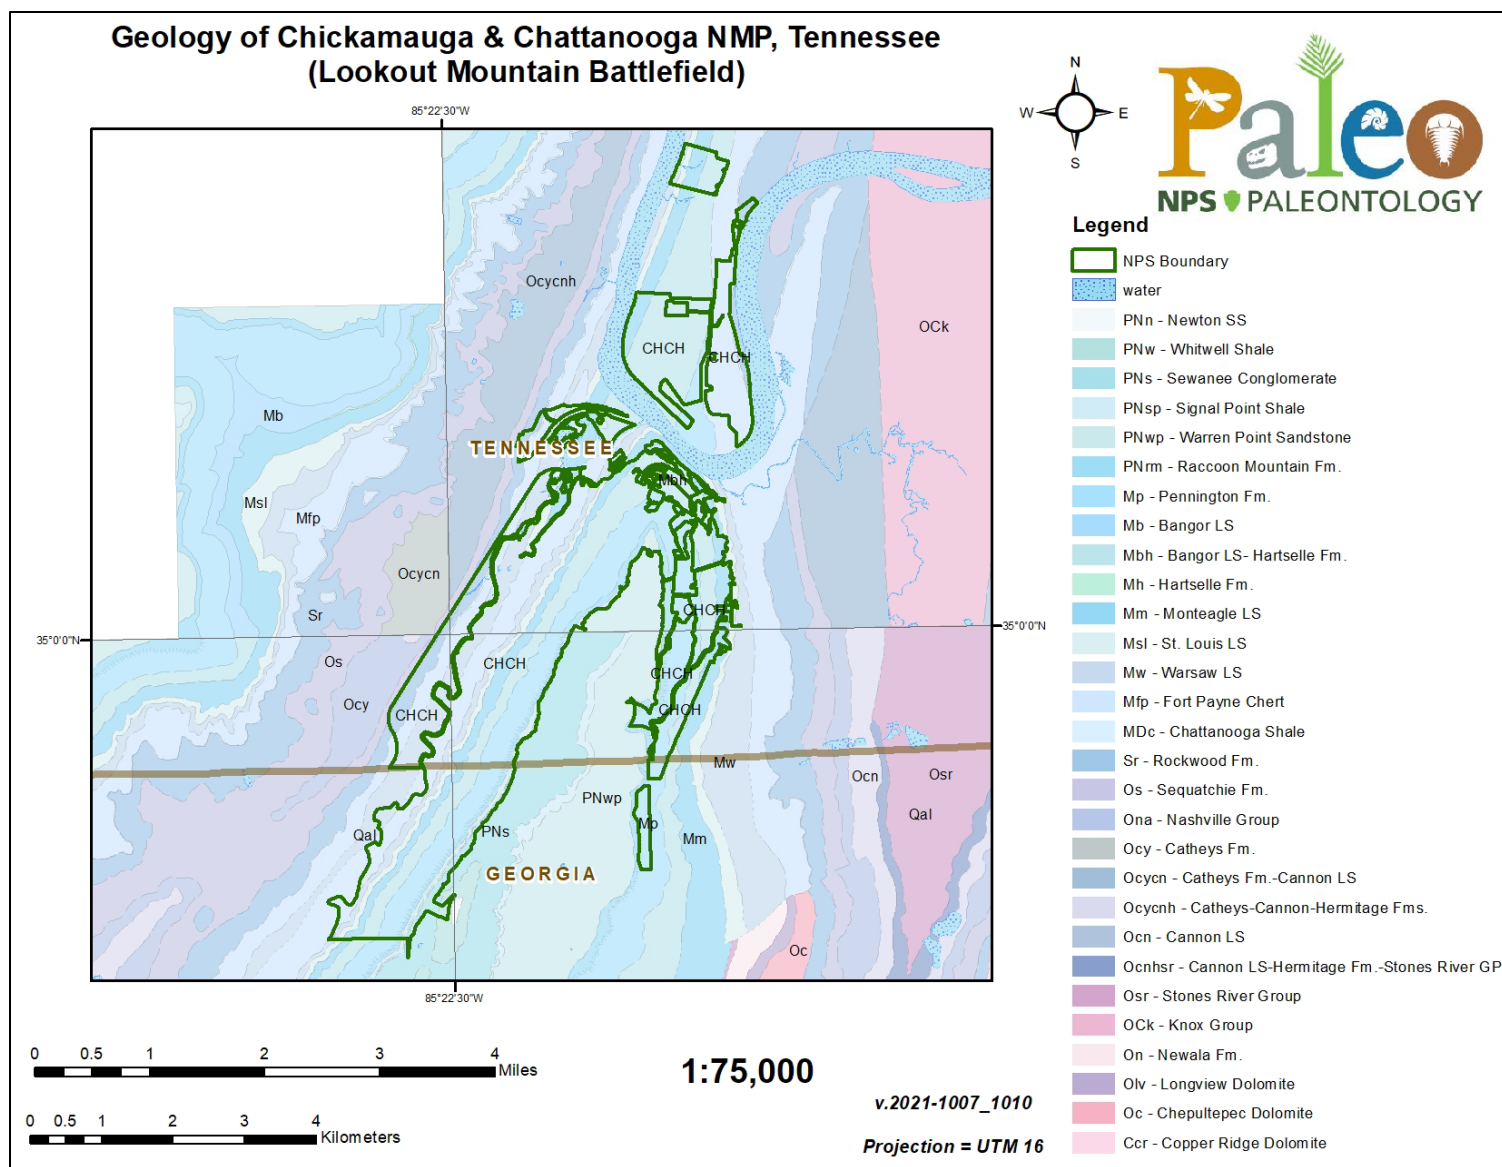 Geology of Chickamauga & Chattanooga NMP, Tennessee
(Lookout Mountain Battlefield)
N
W
E
S
Paleo
NPS PALEONTOLOGY
85°22'30"W
35°0'0"N
35°0'0"N
85°22'30"W
Ocycnh
OCk
CHCH
CHCH
Mb
TENNESSEE
Mbh
Msl
Mfp
Ocycn
Sr
CHCH
Os
CHCH
CHCH
Ocy
CHCH
CHCH
Mw
Ocn
Osr
PNwp
Qal
Qal
PNs
Mp
Mm
GEORGIA
Oc
Legend
NPS Boundary
water
PNn - Newton SS
PNw - Whitwell Shale
PNs - Sewanee Conglomerate
PNsp - Signal Point Shale
PNwp - Warren Point Sandstone
PNrm - Raccoon Mountain Fm.
Mp - Pennington Fm.
Mb - Bangor LS
Mbh - Bangor LS- Hartselle Fm.
Mh - Hartselle Fm.
Mm - Monteagle LS
Msl - St. Louis LS
Mw - Warsaw LS
Mfp - Fort Payne Chert
MDc - Chattanooga Shale
Sr - Rockwood Fm.
Os - Sequatchie Fm.
Ona - Nashville Group
Ocy - Catheys Fm.
Ocycn - Catheys Fm.-Cannon LS
Ocycnh - Catheys-Cannon-Hermitage Fms.
Ocn - Cannon LS
Ocnhsr - Cannon LS-Hermitage Fm.-Stones River GP
Osr - Stones River Group
OCk - Knox Group
On - Newala Fm.
Olv - Longview Dolomite
Oc - Chepultepec Dolomite
Ccr - Copper Ridge Dolomite
0 0.5 1 2 3 4
Miles
0 0.5 1 2 3 4
Kilometers
1:75,000
v.2021-1007_1010
Projection = UTM 16